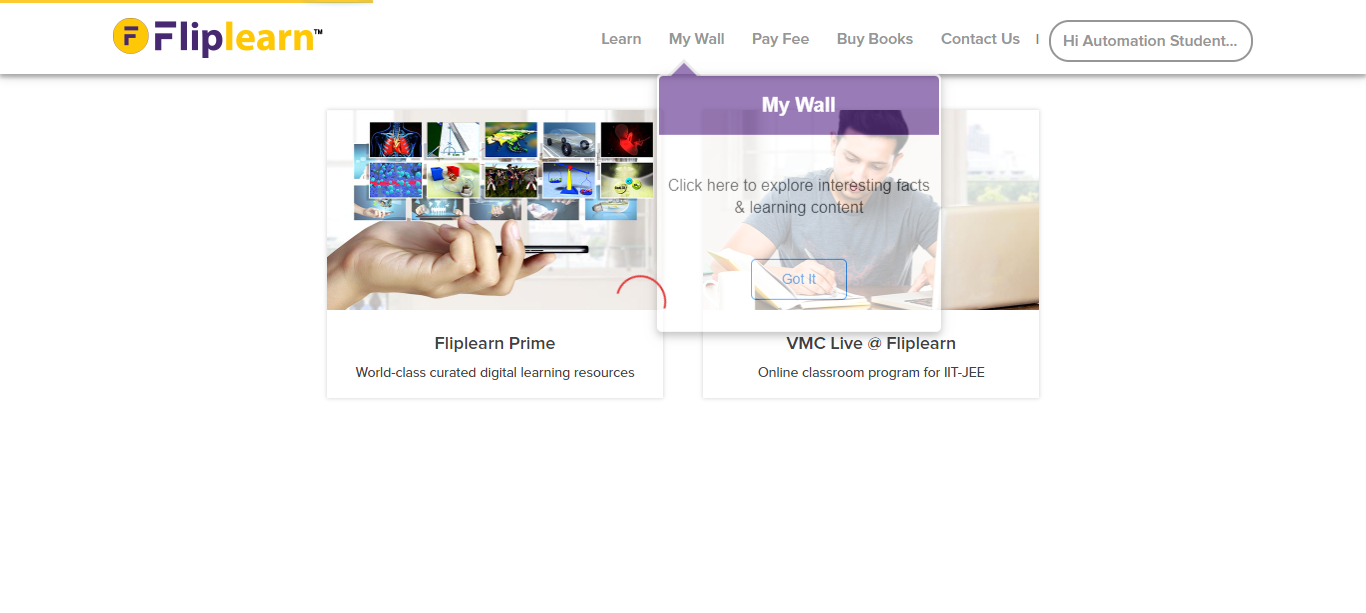 F Fliplearn™
Learn My Wall Pay Fee Buy Books Contact Us | Hi Automation Student...
My Wall
Click here to explore interesting facts
& learning content
Got It
Fliplearn Prime
World-class curated digital learning resources
VMC Live @ Fliplearn
Online classroom program for IIT-JEE